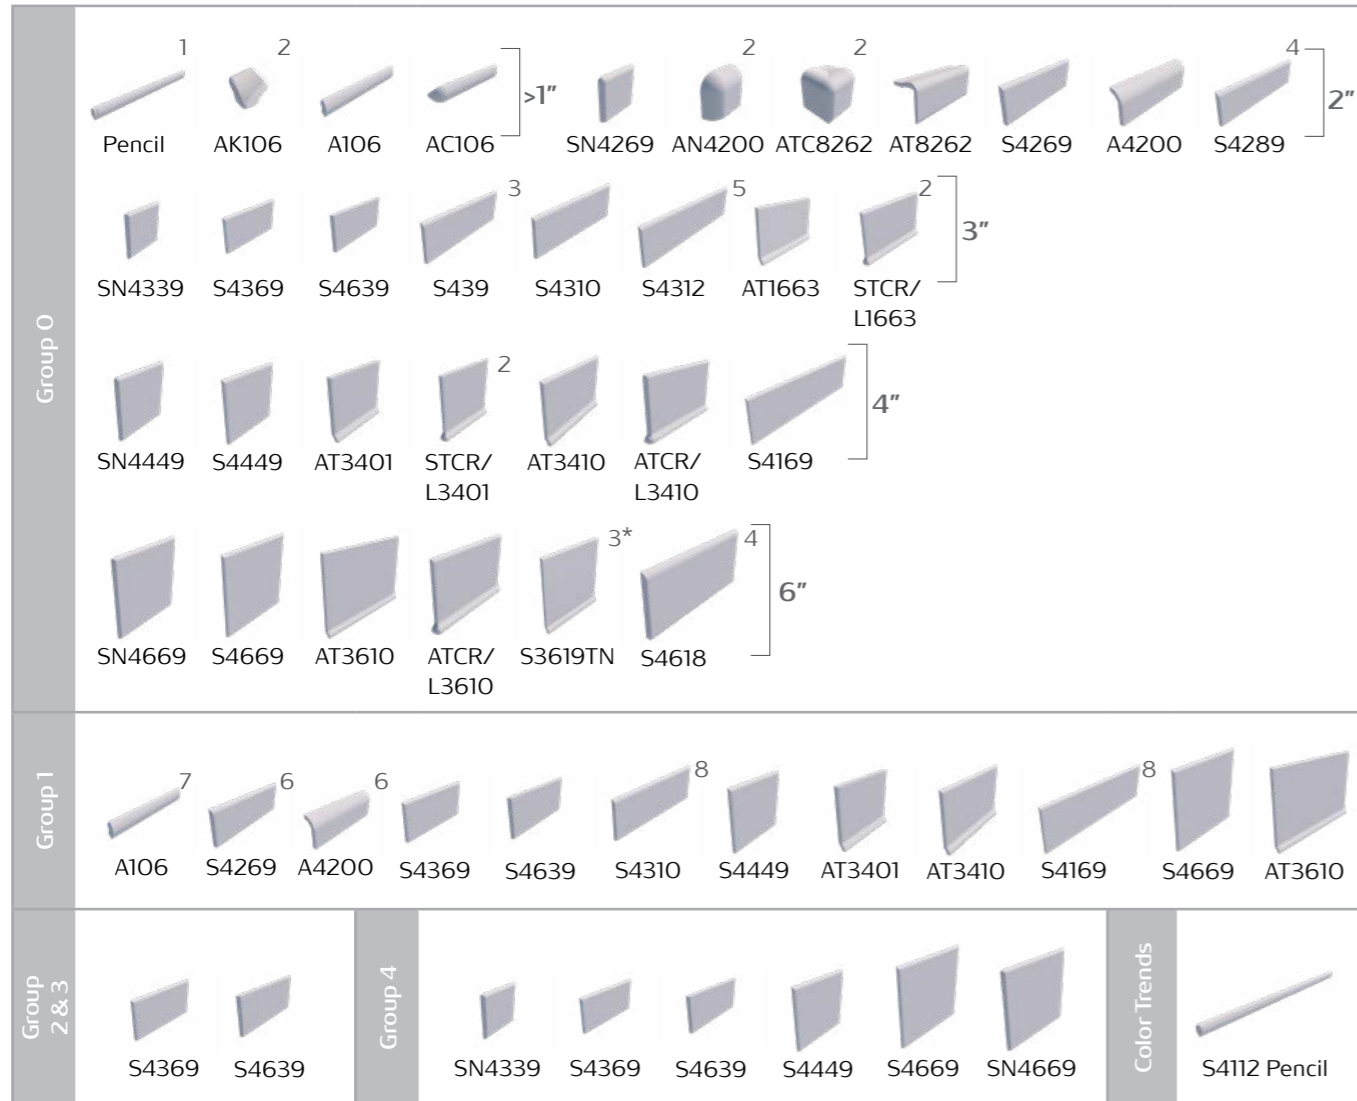 Group 0
1 2 2 2 4
>1" 2"
Pencil AK106 A106 AC106 SN4269 AN4200 ATC8262 AT8262 S4269 A4200 S4289
3 5 2
3"
SN4339 S4369 S4639 S439 S4310 S4312 AT1663 STCR/
L1663
2
4"
SN4449 S4449 AT3401 STCR/ AT3410 ATCR/ S4169
L3401 L3410
3* 4
6"
SN4669 S4669 AT3610 ATCR/ S3619TN S4618
L3610
Group 1
7 6 6 8 8
A106 S4269 A4200 S4369 S4639 S4310 S4449 AT3401 AT3410 S4169 S4669 AT3610
Group
2 & 3
S4369 S4639
Group 4
SN4339 S4369 S4639 S4449 S4669 SN4669
Color Trends
S4112 Pencil